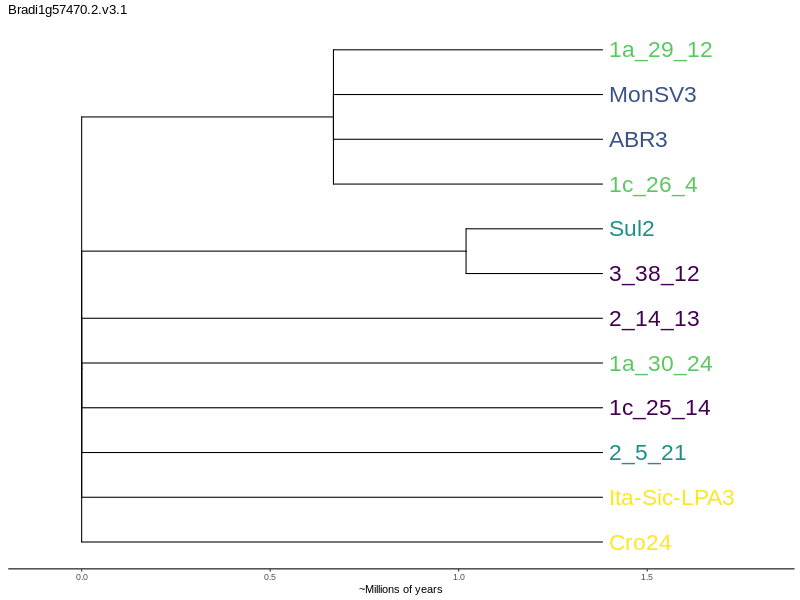 Bradi1g57470.2.v3.1
1a_29_12
MonSV3
ABR3
1c_26_4
Sul2
3_38_12
2_14_13
1a_30_24
1c_25_14
2_5_21
Ita-Sic-LPA3
Cro24
0.0 0.5 1.0 1.5
~Millions of years